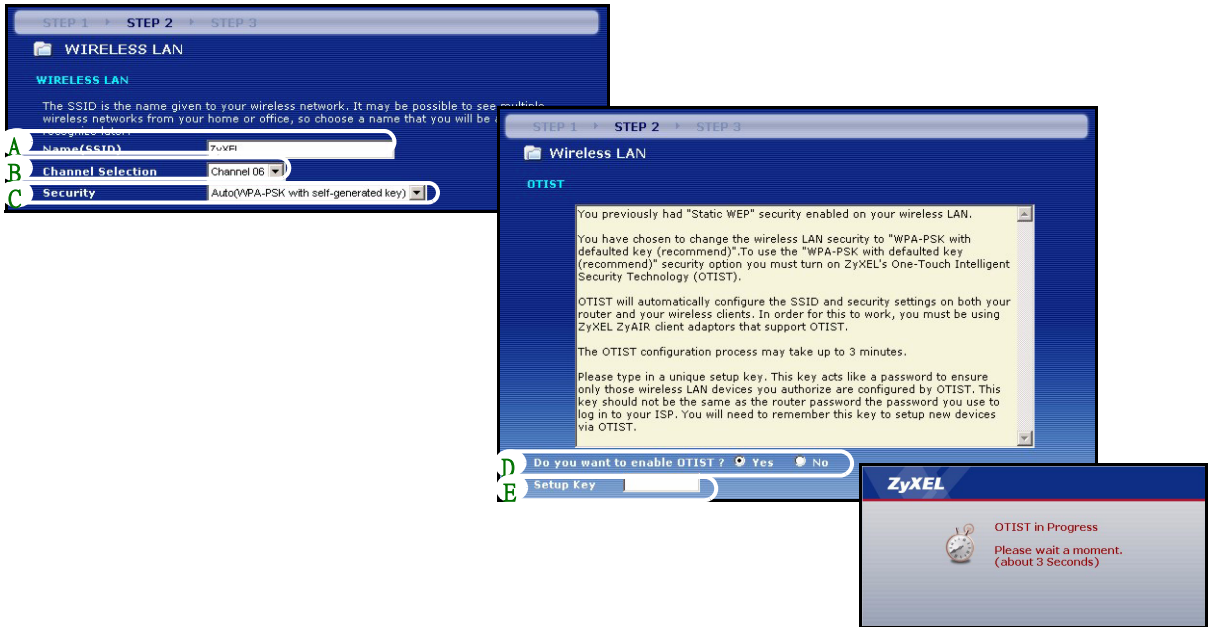 STEP 1 STEP 2 STEP 3
WIRELESS LAN
WIRELESS LAN
The SSID is the name given to your wireless network. It may be possible to see multiple
wireless networks from your home or office, so choose a name that you will be a
recognize later.
A Name(SSID) ZyXEL
B Channel Selection Channel 06
C Security Auto(WPA-PSK with self-generated key)
STEP 1 STEP 2 STEP 3
Wireless LAN
OTIST
You previously had "Static WEP" security enabled on your wireless LAN.
You have chosen to change the wireless LAN security to "WPA-PSK with
defaulted key (recommend)".To use the "WPA-PSK with defaulted key
(recommend)" security option you must turn on ZyXEL's One-Touch Intelligent
Security Technology (OTIST).
OTIST will automatically configure the SSID and security settings on both your
router and your wireless clients. In order for this to work, you must be using
ZyXEL ZyAIR client adaptors that support OTIST.
The OTIST configuration process may take up to 3 minutes.
Please type in a unique setup key. This key acts like a password to ensure
only those wireless LAN devices you authorize are configured by OTIST. This
key should not be the same as the router password the password you use to
log in to your ISP. You will need to remember this key to setup new devices
via OTIST.
D Do you want to enable OTIST ? Yes No
E Setup Key
ZyXEL
OTIST in Progress
Please wait a moment.
(about 3 Seconds)